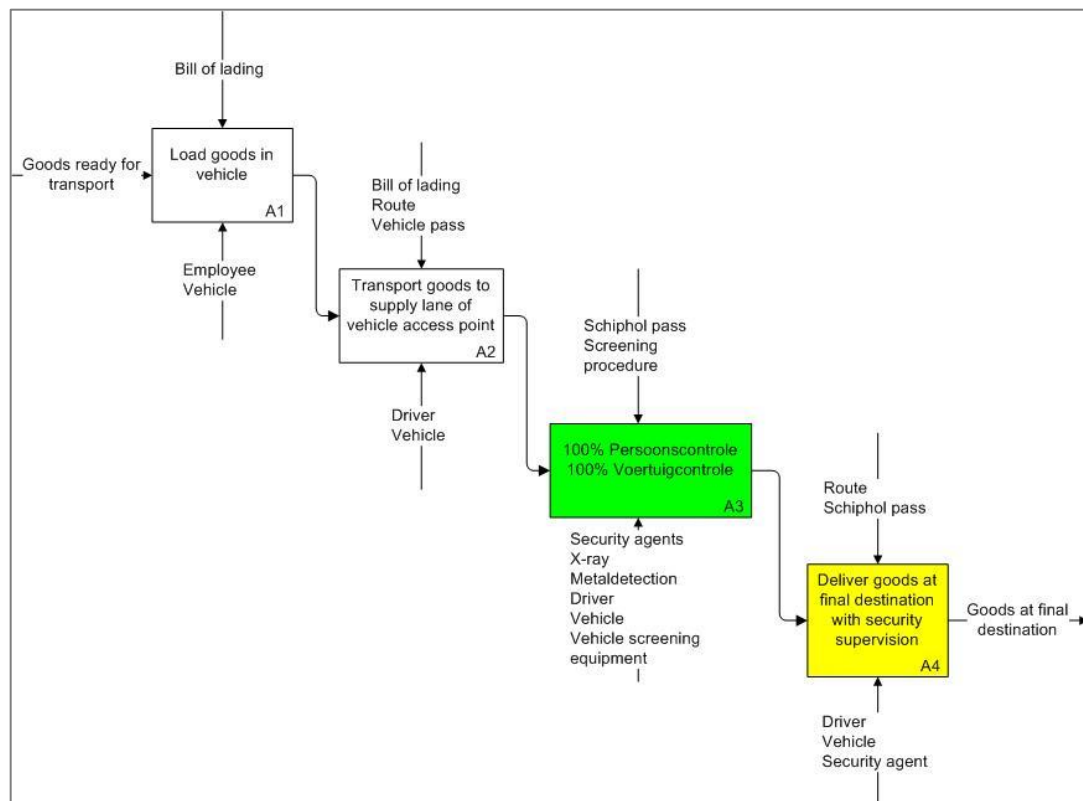 Bill of lading
Goods ready for
transport
Load goods in
vehicle
A1
Employee
Vehicle
Bill of lading
Route
Vehicle pass
Transport goods to
supply lane of
vehicle access point
A2
Driver
Vehicle
Schiphol pass
Screening
procedure
100% Persoonscontrole
100% Voertuigcontrole
A3
Security agents
X-ray
Metaldetection
Driver
Vehicle
Vehicle screening
equipment
Route
Schiphol pass
Deliver goods at
final destination
with security
supervision
A4
Goods at final
destination
Driver
Vehicle
Security agent